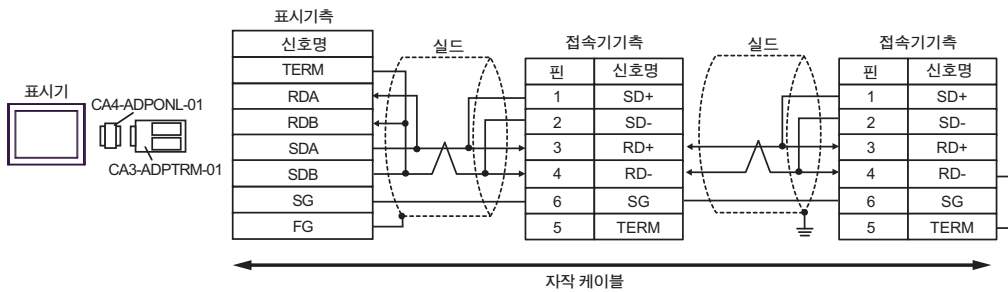 표시기
CA4-ADPONL-01
CA3-ADPTRM-01
표시기측
신호명
TERM
RDA
RDB
SDA
SDB
SG
FG
실드
접속기기측
핀 신호명
1 SD+
2 SD-
3 RD+
4 RD-
6 SG
5 TERM
실드
접속기기측
핀 신호명
1 SD+
2 SD-
3 RD+
4 RD-
6 SG
5 TERM
자작 케이블